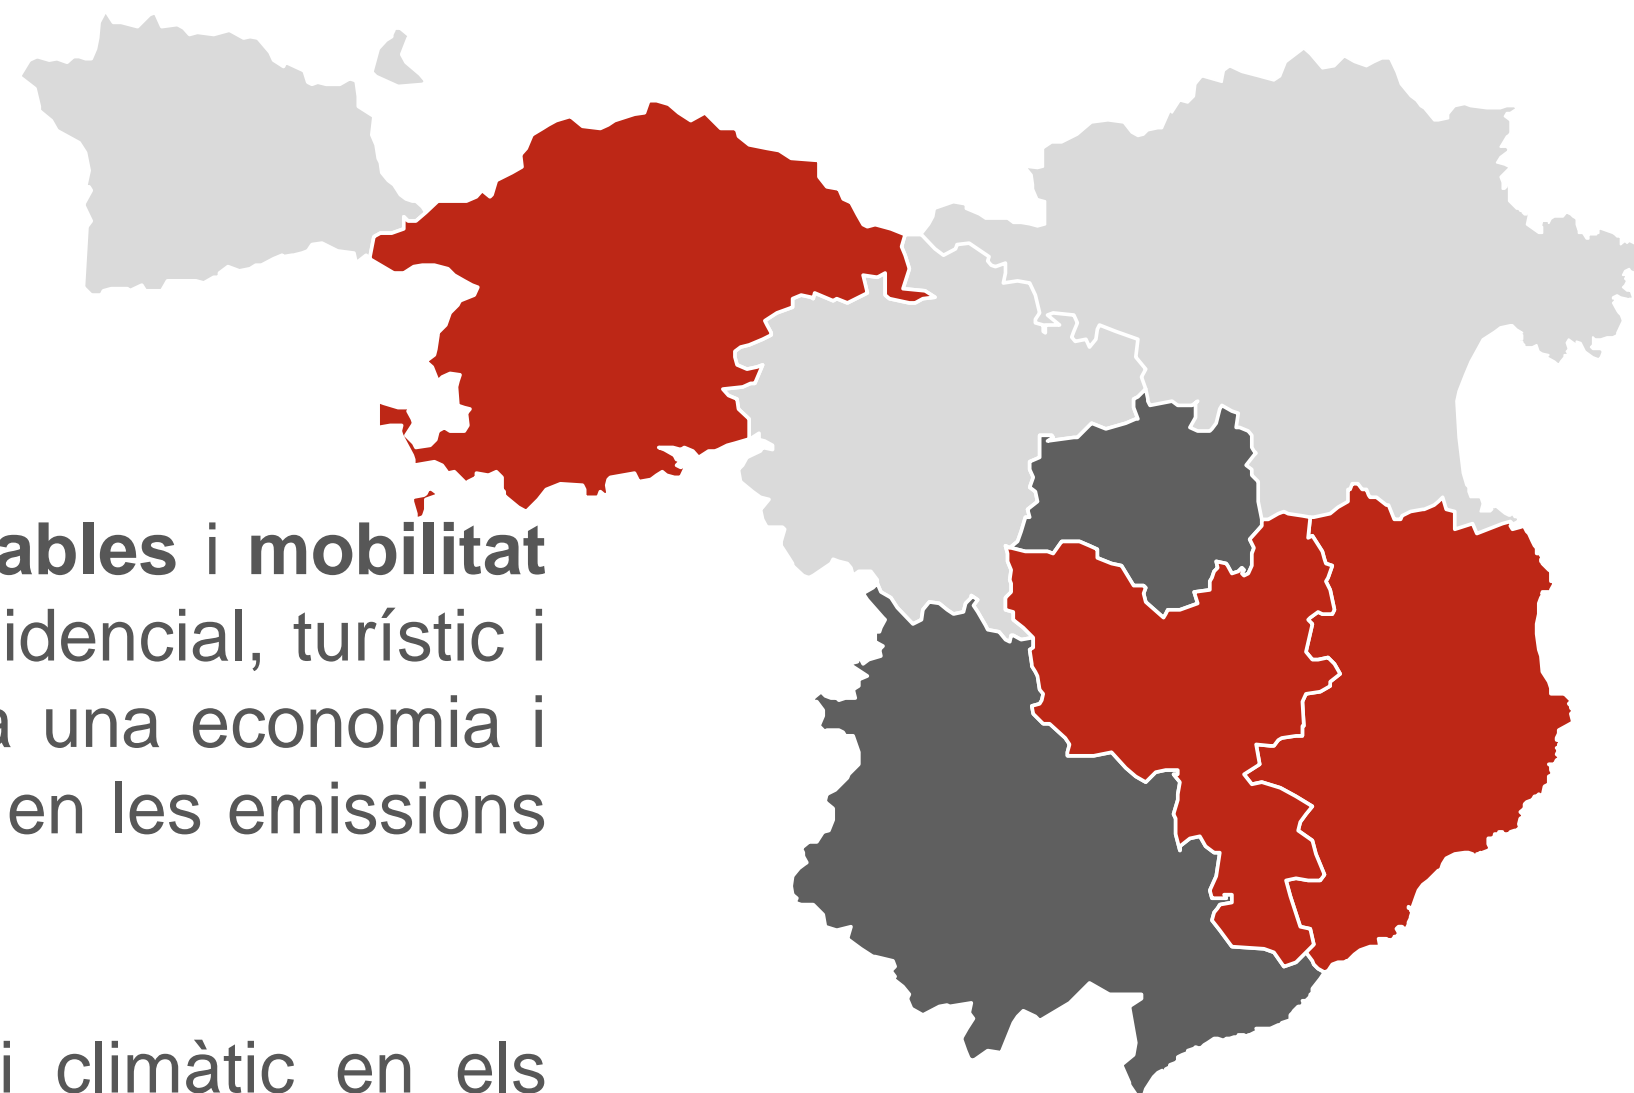 ables i mobilitat
idencial, turístic i
a una economia i
en les emissions
i climàtic en els